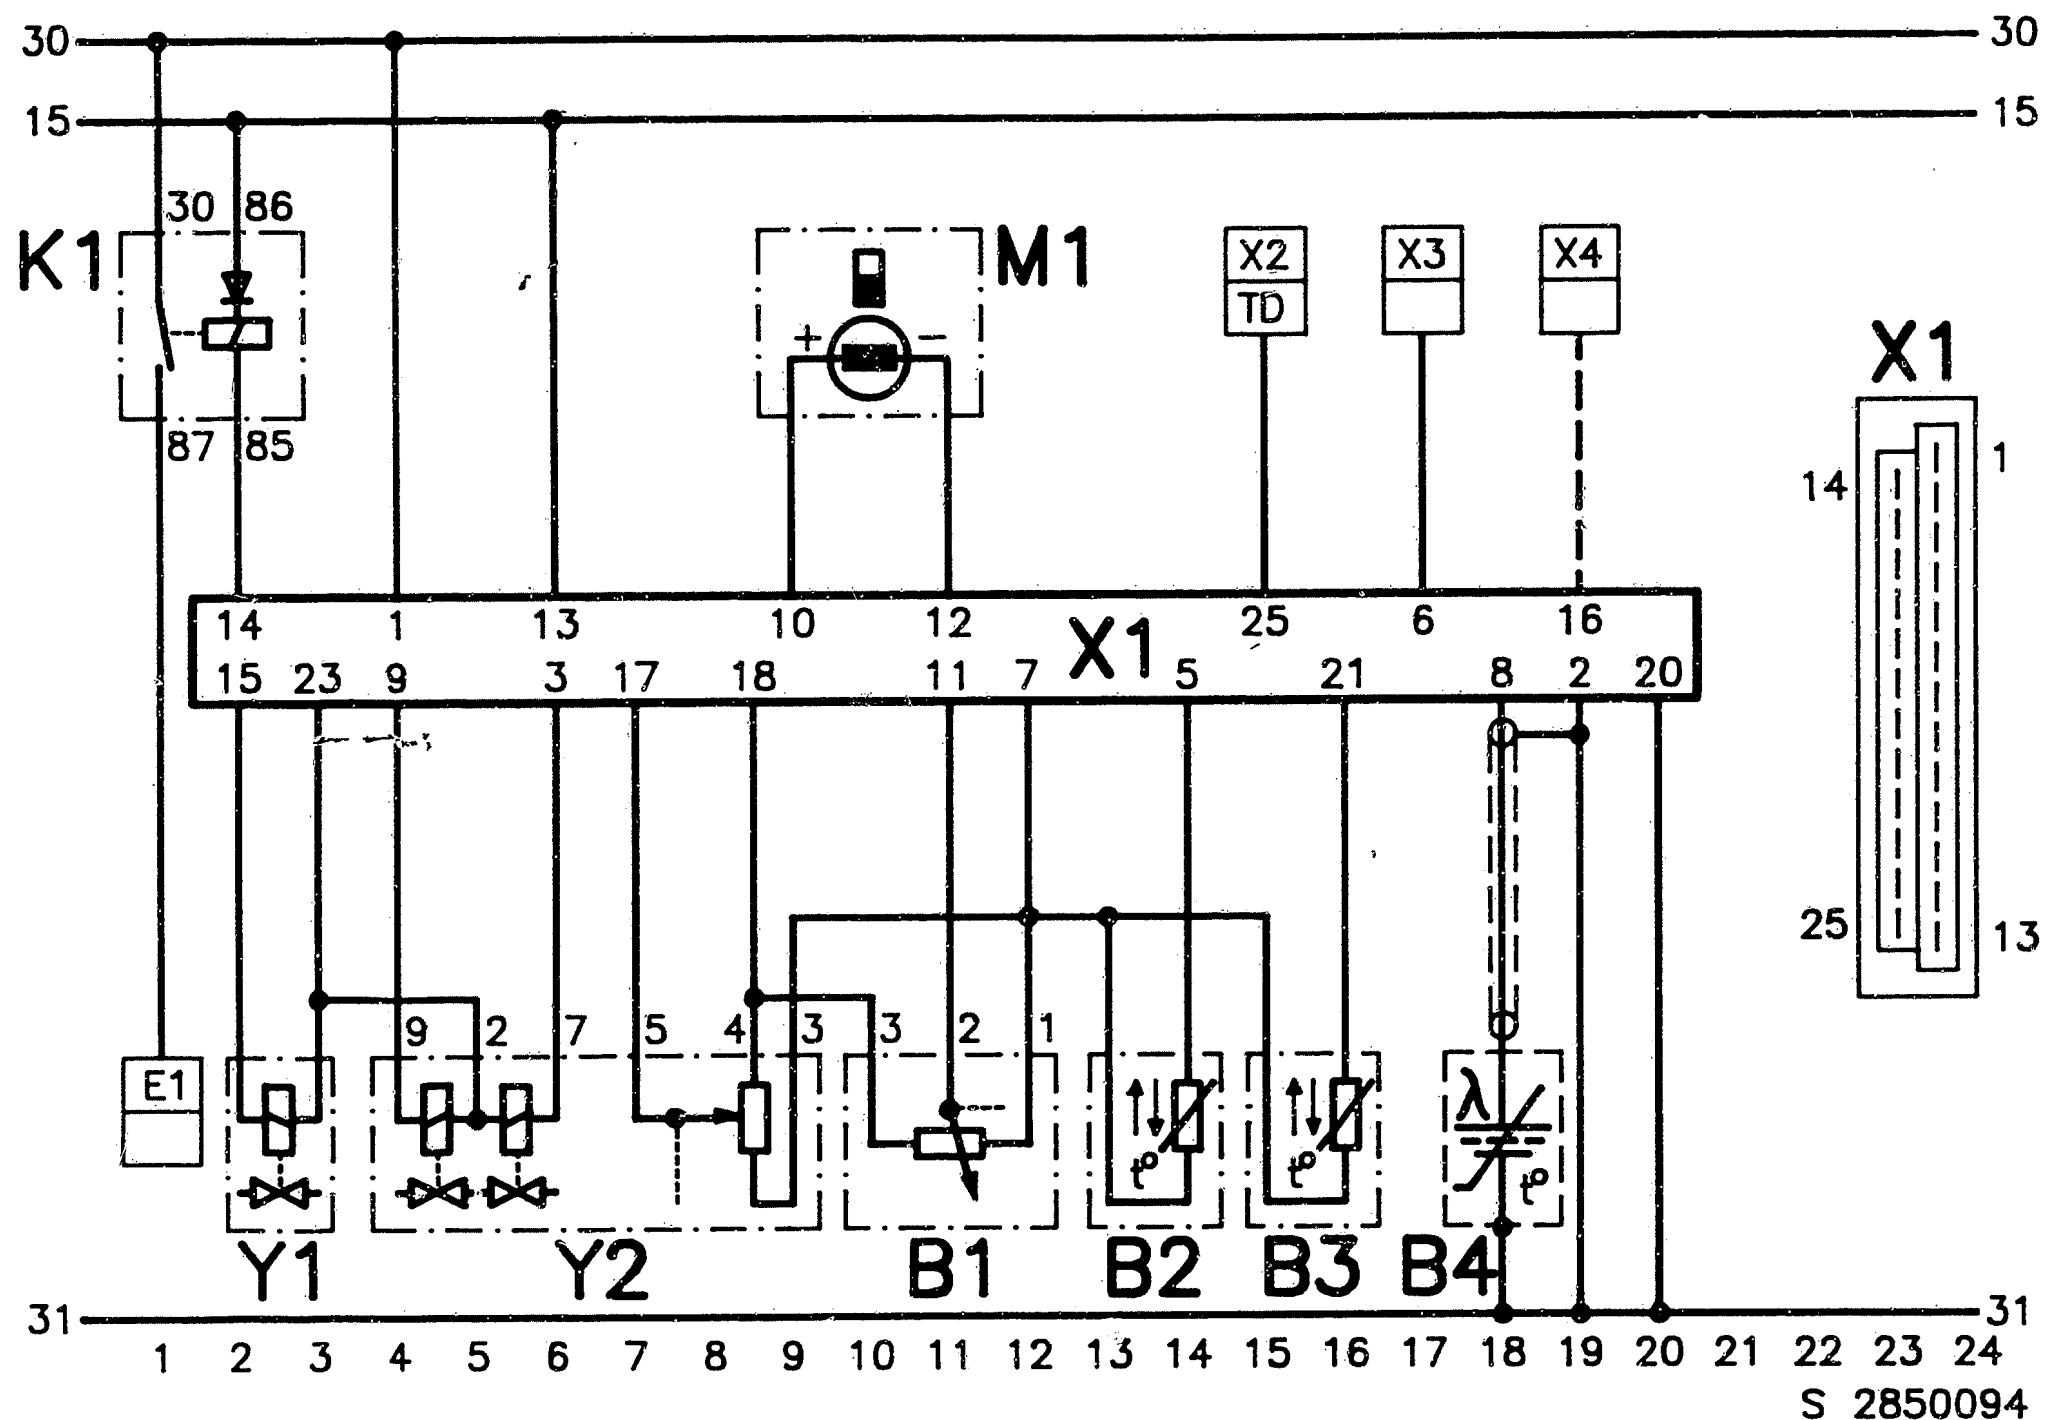 30 30
15 15
30 86
K1 M1
X2 X3 X4
TD
+ −
X1
87 85
1
14
14 1 13 10 12 25 6 16
X1
15 23 9 3 17 18 11 7 5 21 8 2 20
25 13
9 2 7 5 4 3 3 2 1
E1
λ
t° t° t°
Y1 Y2 B1 B2 B3 B4
31 31
1 2 3 4 5 6 7 8 9 10 11 12 13 14 15 16 17 18 19 20 21 22 23 24
S 2850094